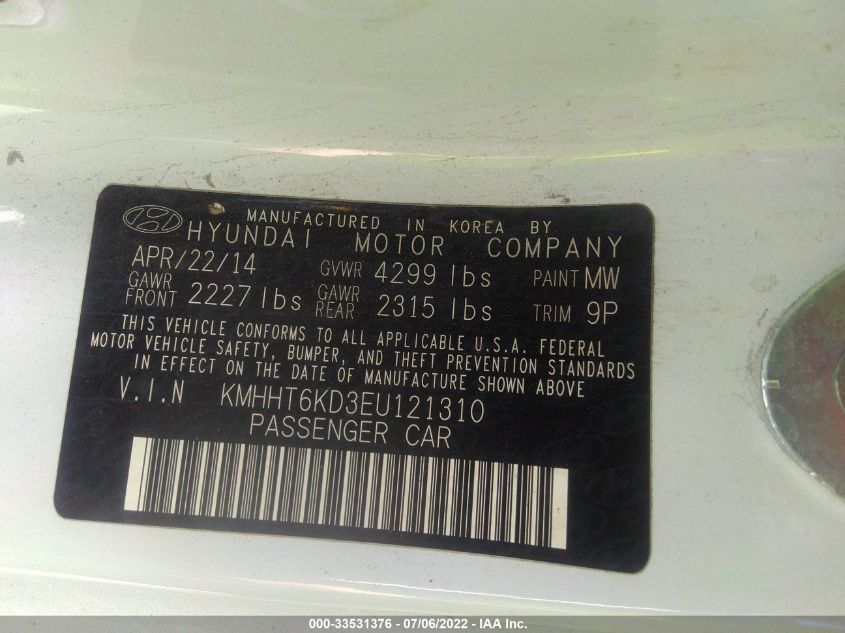 MANUFACTURED IN KOREA BY
HYUNDAI MOTOR COMPANY
APR/22/14 GVWR 4299 lbs PAINT MW
GAWR FRONT 2227 lbs GAWR REAR 2315 lbs TRIM 9P
THIS VEHICLE CONFORMS TO ALL APPLICABLE U.S.A. FEDERAL
MOTOR VEHICLE SAFETY, BUMPER, AND THEFT PREVENTION STANDARDS
IN EFFECT ON THE DATE OF MANUFACTURE SHOWN ABOVE
V.I.N KMHHT6KD3EU121310
PASSENGER CAR
000-33531376 - 07/06/2022 - IAA Inc.